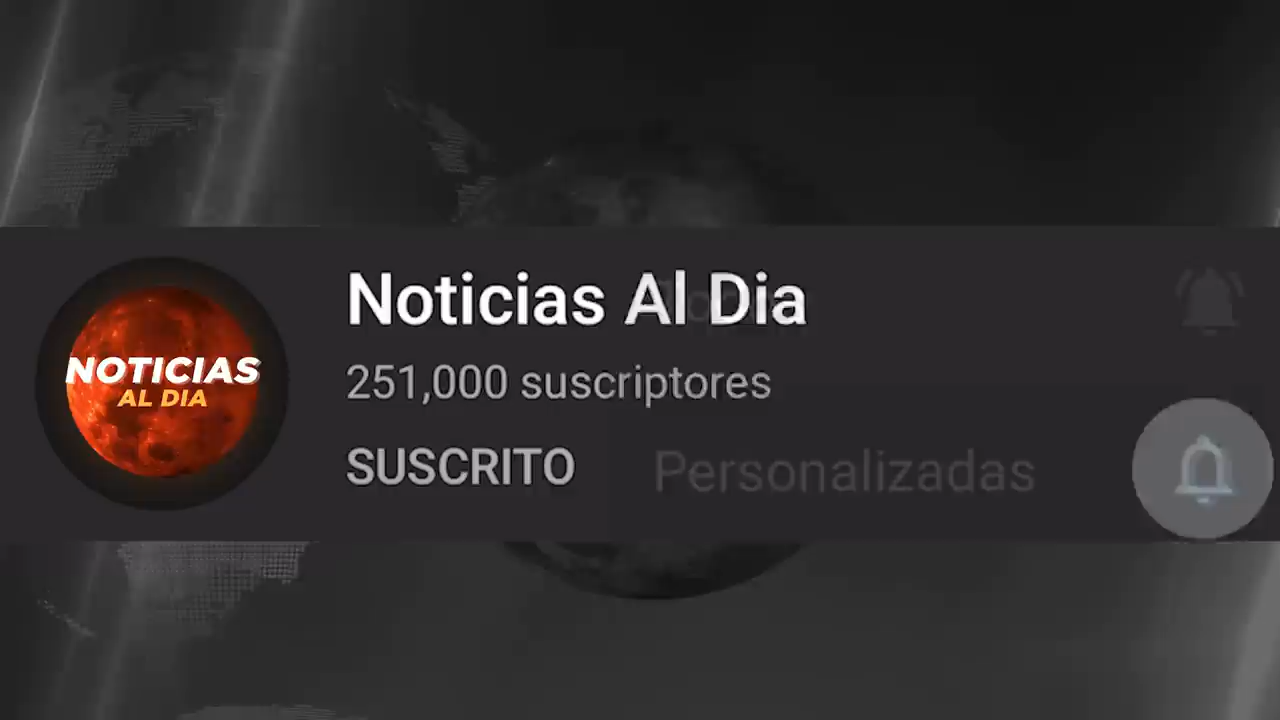 Noticias Al Dia
251,000 suscriptores
SUSCRITO
Personalizadas
NOTICIAS
AL DIA